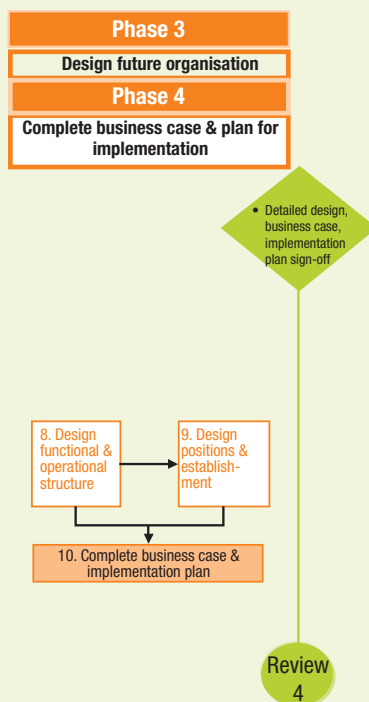 Phase 3
Design future organisation
Phase 4
Complete business case & plan for
implementation
• Detailed design,
business case,
implementation
plan sign-off
8. Design
functional &
operational
structure
9. Design
positions &
establish-
ment
10. Complete business case &
implementation plan
Review
4